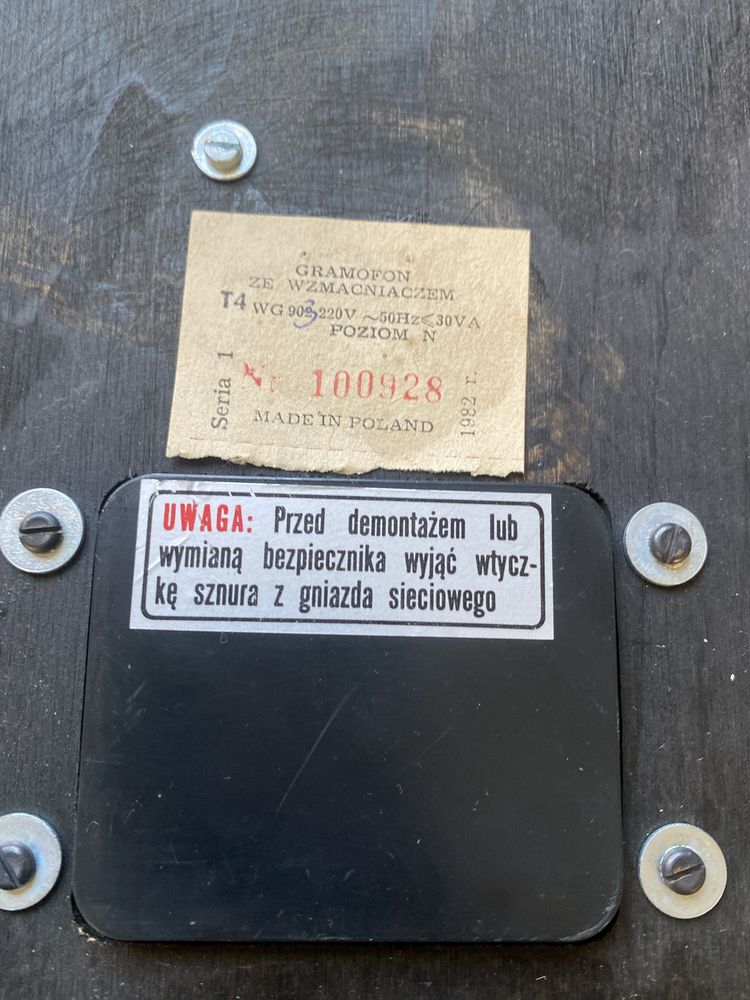 GRAMOFON
ZE WZMACNIACZEM
T4 WG 903 220V ~50Hz ⩽30VA
POZIOM N
Seria 1
Nr 100928
1982 r.
MADE IN POLAND
UWAGA: Przed demontażem lub
wymianą bezpiecznika wyjąć wtycz-
kę sznura z gniazda sieciowego